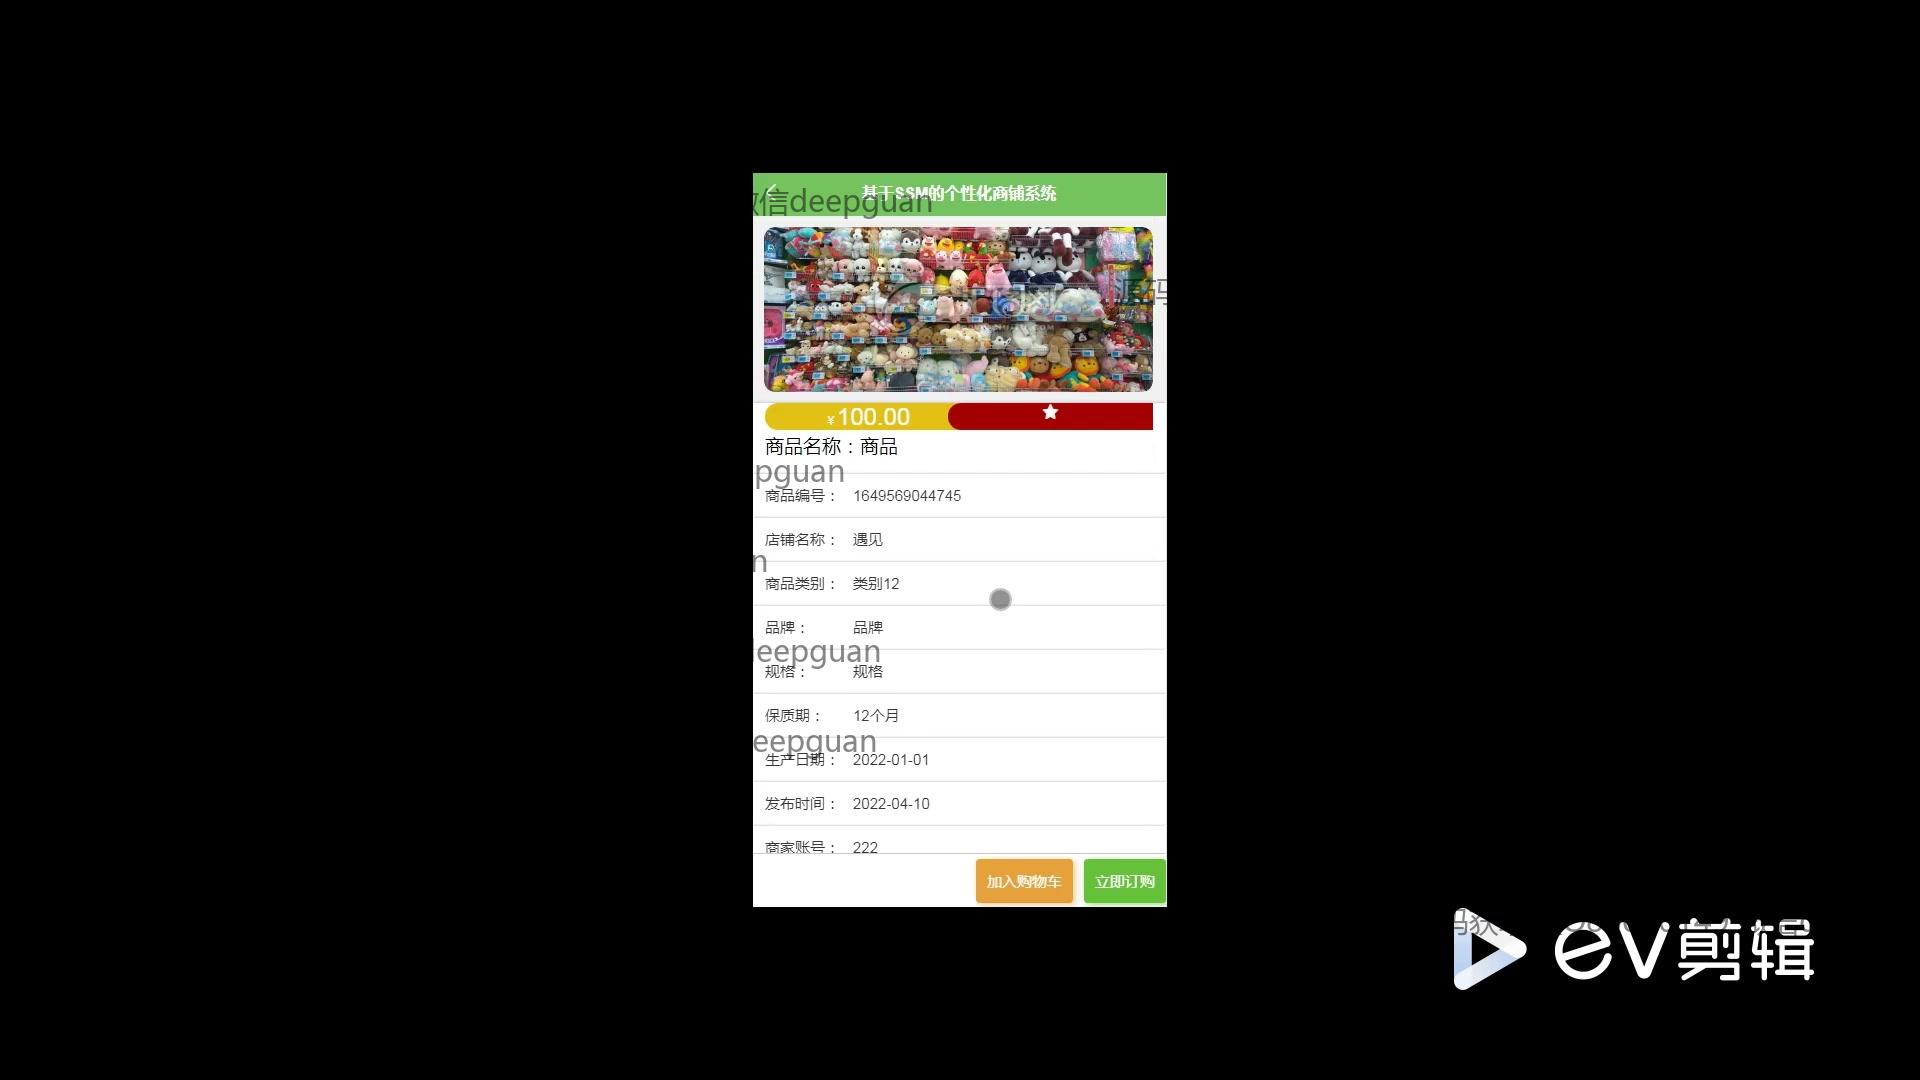 基于SSM的个性化商铺系统
微信deepguan
源码
¥100.00
商品名称：商品
pguan
商品编号： 1649569044745
店铺名称： 遇见
n
商品类别： 类别12
品牌： 品牌
deepguan
规格： 规格
保质期： 12个月
eepguan
生产日期： 2022-01-01
发布时间： 2022-04-10
商家账号： 222
加入购物车 立即订购
ev剪辑